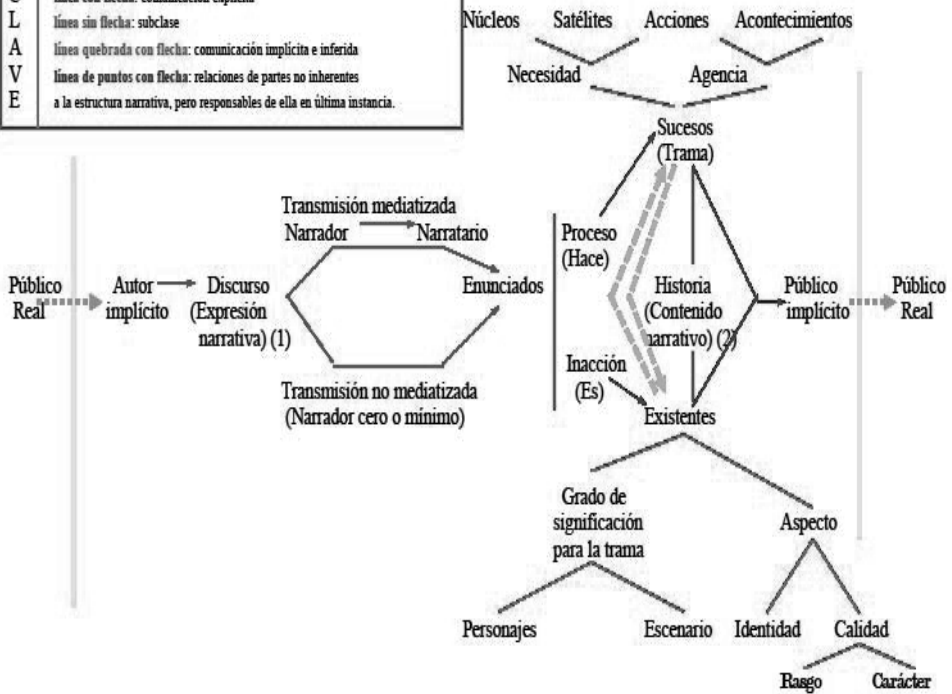 L línea sin flecha: subclase
A línea quebrada con flecha: comunicación implícita e inferida
V línea de puntos con flecha: relaciones de partes no inherentes
E a la estructura narrativa, pero responsables de ella en última instancia.
Núcleos Satélites Acciones Acontecimientos
Necesidad Agencia
Sucesos
(Trama)
Transmisión mediatizada
Narrador Narratario
Proceso
(Hace)
Público
Real
Autor
implícito
Discurso
(Expresión
narrativa) (1)
Enunciados
Historia
(Contenido
narrativo) (2)
Público
implícito
Público
Real
Inacción
(Es)
Transmisión no mediatizada
(Narrador cero o mínimo)
Existentes
Grado de
significación
para la trama
Aspecto
Personajes Escenario Identidad Calidad
Rasgo Carácter